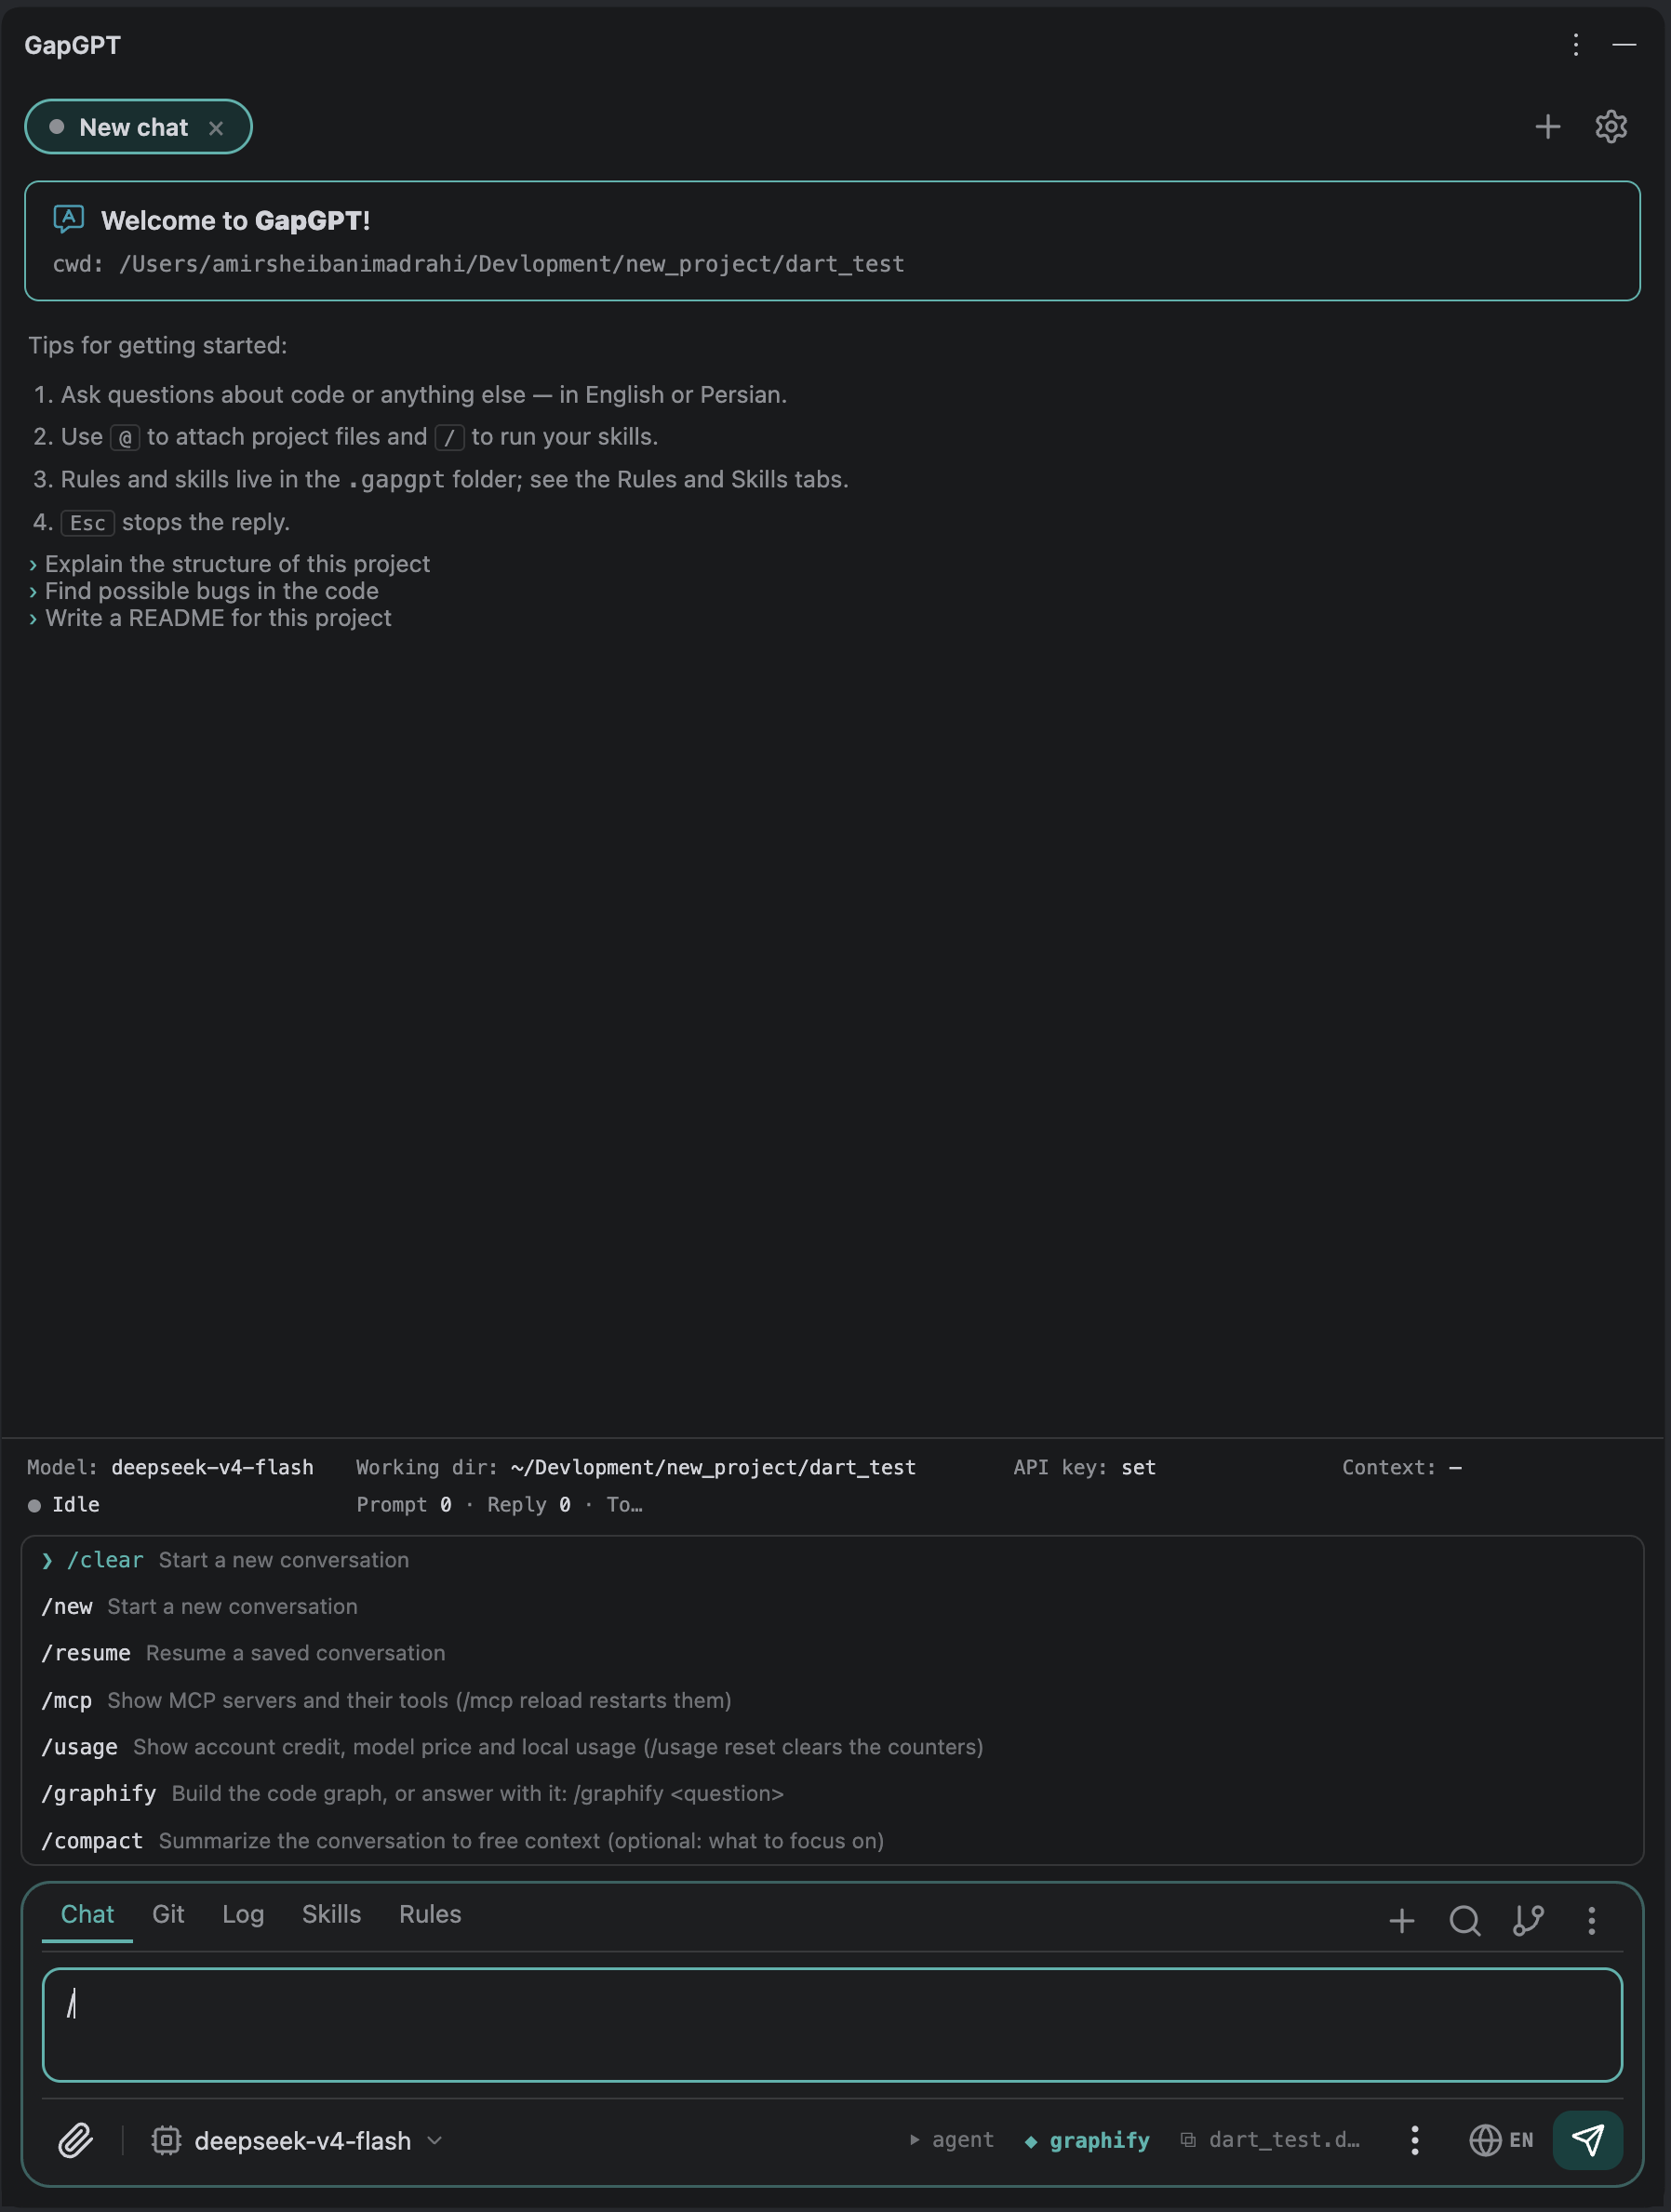 GapGPT
New chat
Welcome to GapGPT!
cwd: /Users/amirsheibanimadrahi/Devlopment/new_project/dart_test
Tips for getting started:
1. Ask questions about code or anything else — in English or Persian.
2. Use @ to attach project files and / to run your skills.
3. Rules and skills live in the .gapgpt folder; see the Rules and Skills tabs.
4. Esc stops the reply.
› Explain the structure of this project
› Find possible bugs in the code
› Write a README for this project
Model: deepseek-v4-flash Working dir: ~/Devlopment/new_project/dart_test API key: set Context: —
Idle Prompt 0 · Reply 0 · To…
❯ /clear Start a new conversation
/new Start a new conversation
/resume Resume a saved conversation
/mcp Show MCP servers and their tools (/mcp reload restarts them)
/usage Show account credit, model price and local usage (/usage reset clears the counters)
/graphify Build the code graph, or answer with it: /graphify <question>
/compact Summarize the conversation to free context (optional: what to focus on)
Chat Git Log Skills Rules
/
deepseek-v4-flash agent graphify dart_test.d… EN